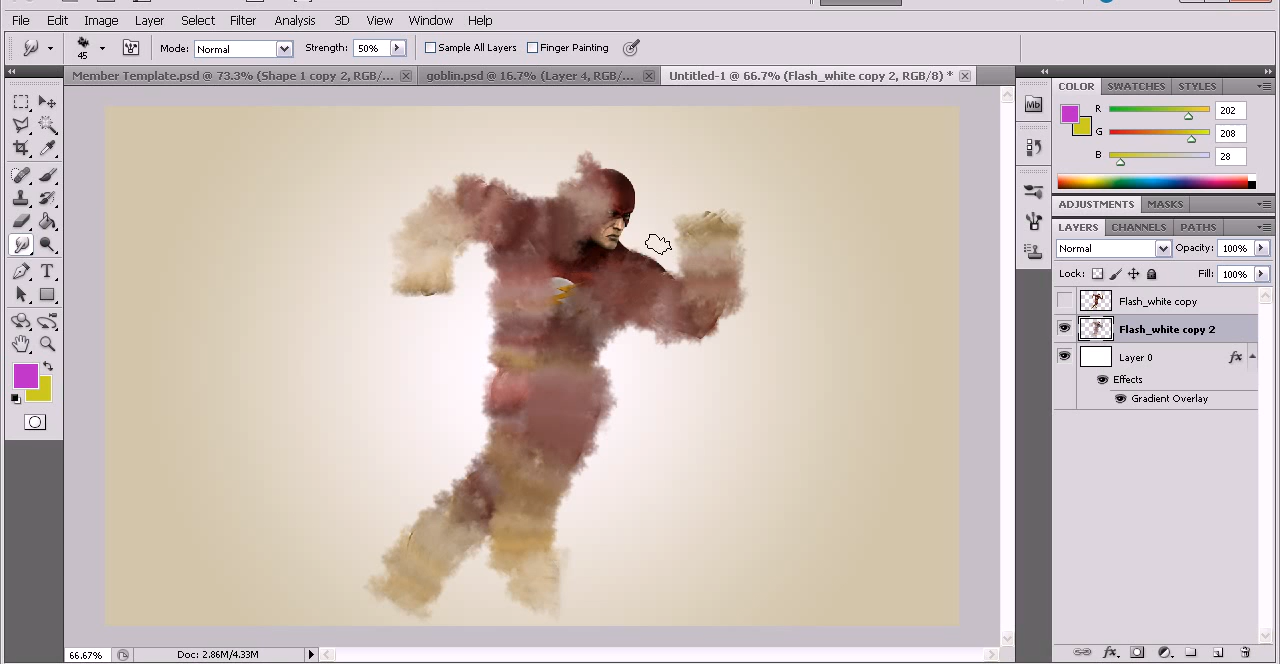 File Edit Image Layer Select Filter Analysis 3D View Window Help
45 Mode: Normal Strength: 50% Sample All Layers Finger Painting
Member Template.psd @ 73.3% (Shape 1 copy 2, RGB/... goblin.psd @ 16.7% (Layer 4, RGB/... Untitled-1 @ 66.7% (Flash_white copy 2, RGB/8) *
COLOR SWATCHES STYLES
Mb
R 202
G 208
B 28
ADJUSTMENTS MASKS
LAYERS CHANNELS PATHS
Normal Opacity: 100%
Lock: Fill: 100%
Flash_white copy
Flash_white copy 2
Layer 0 fx
Effects
Gradient Overlay
66.67% Doc: 2.86M/4.33M
fx